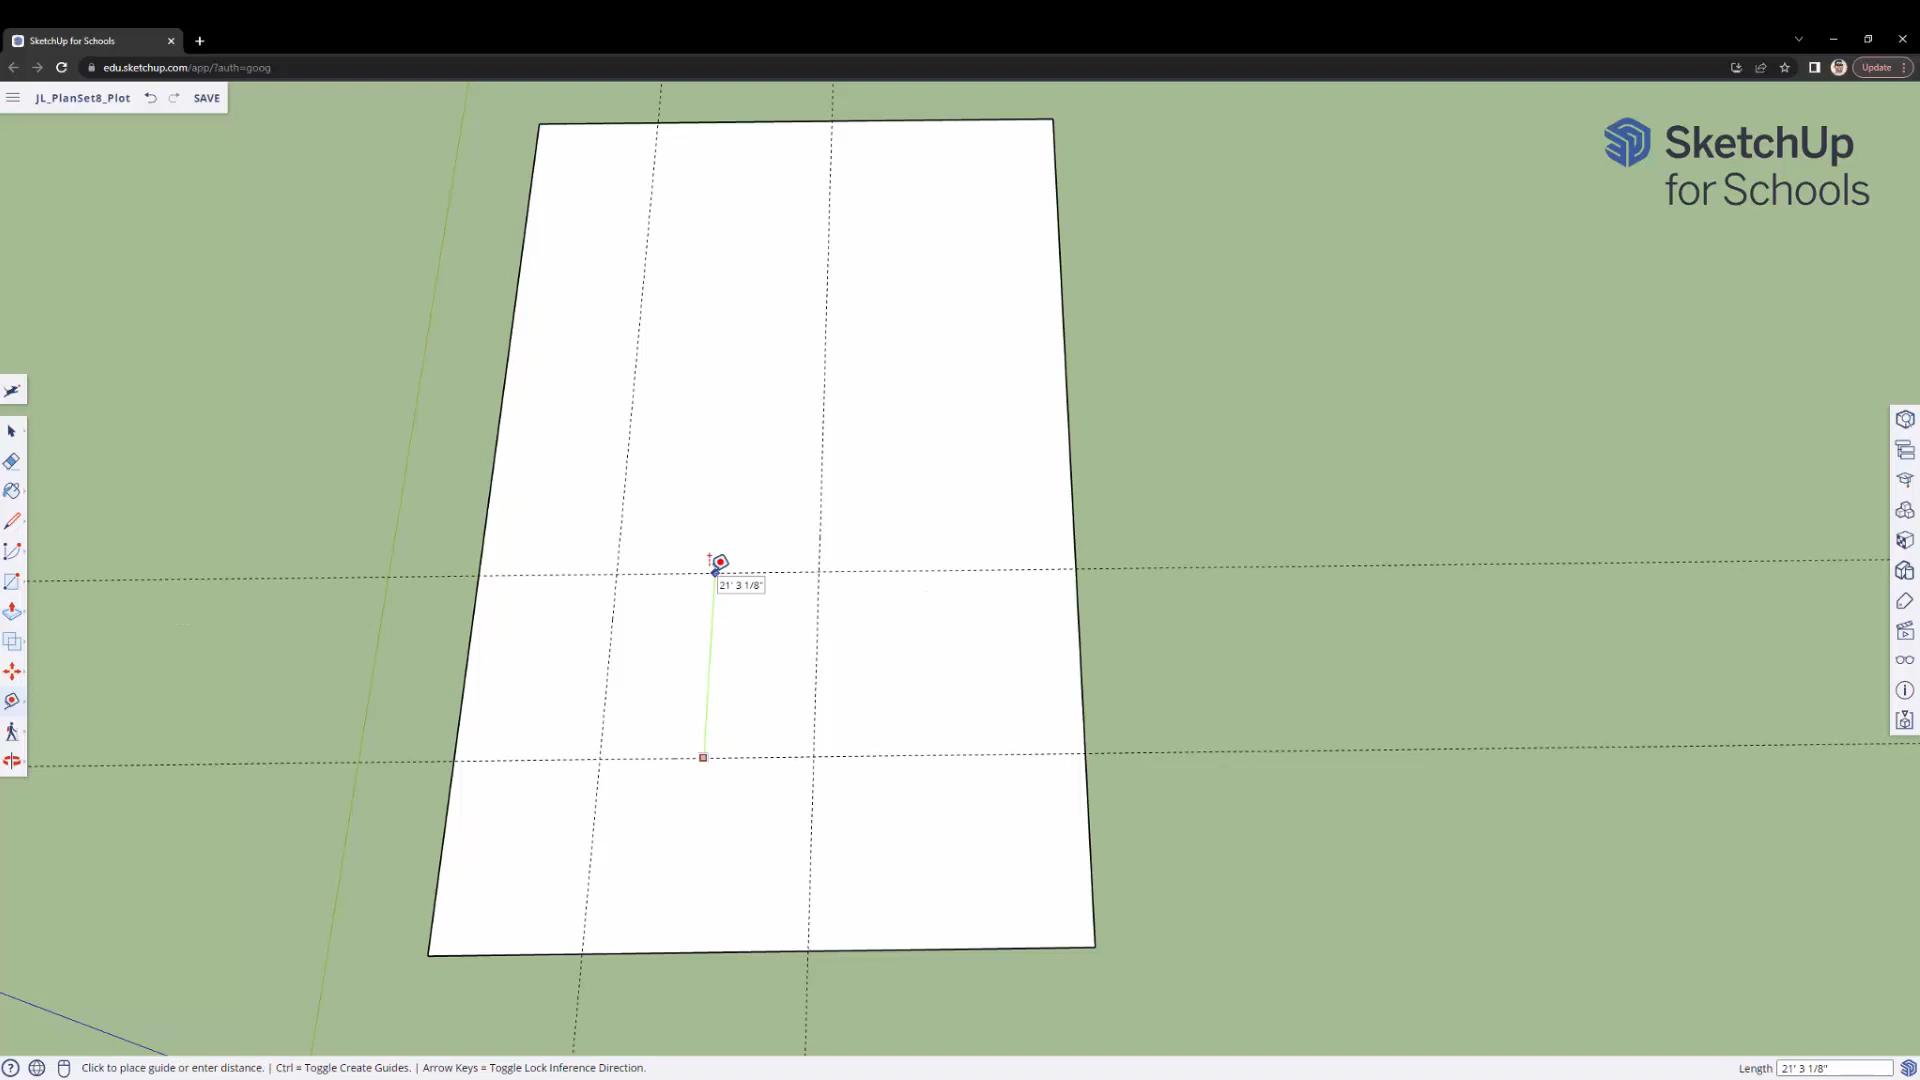 SketchUp for Schools
edu.sketchup.com/app/?auth=goog
Update
JL_PlanSet8_Plot
SAVE
SketchUp
for Schools
21' 3 1/8"
Click to place guide or enter distance. | Ctrl = Toggle Create Guides. | Arrow Keys = Toggle Lock Inference Direction.
Length 21' 3 1/8"